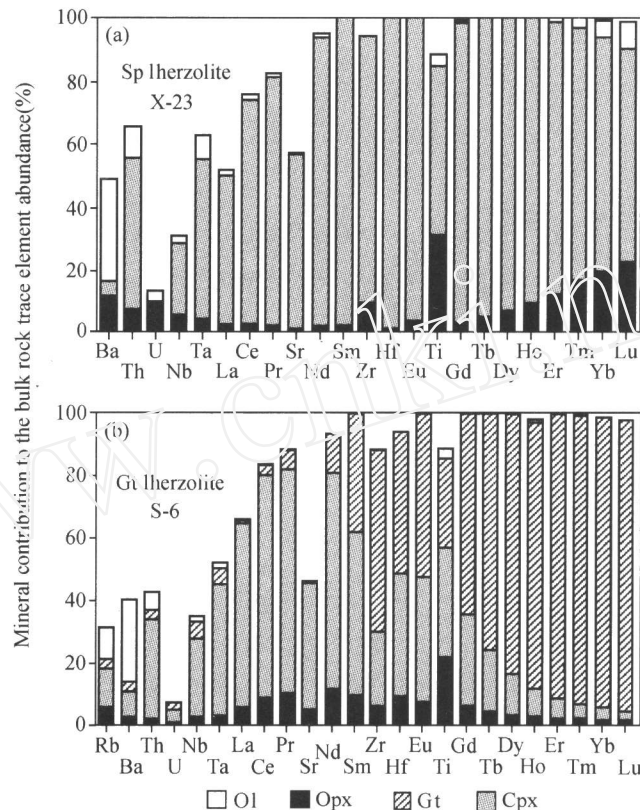 Mineral contribution to the bulk rock trace element abundance(%)
(a)
Sp lherzolite
X-23
100
80
60
40
20
0
Ba U Ta Ce Sr Sm Hf Ti Tb Ho Tm Lu
Th Nb La Pr Nd Zr Eu Gd Dy Er Yb
(b)
Gt lherzolite
S-6
100
80
60
40
20
0
Rb Th Nb La Pr Nd Zr Eu Gd Dy Er Yb
Ba U Ta Ce Sr Sm Hf Ti Tb Ho Tm Lu
Ol Opx Gt Cpx
www.cnki.net